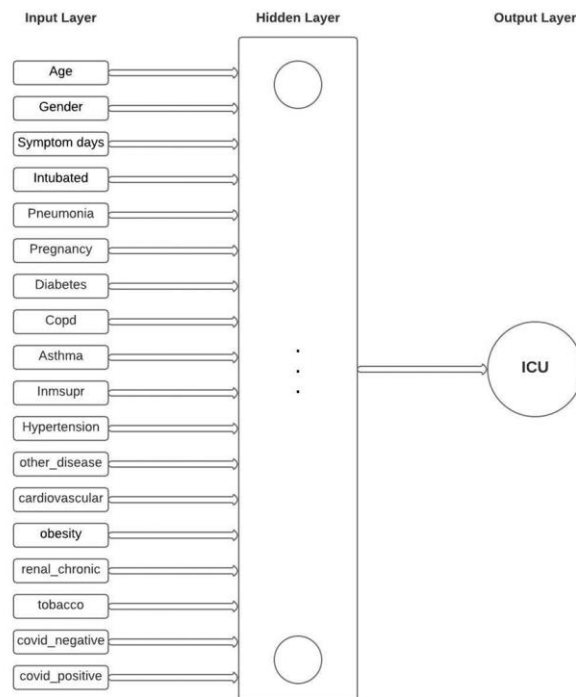 Input Layer Hidden Layer Output Layer
Age
Gender
Symptom days
Intubated
Pneumonia
Pregnancy
Diabetes
Copd
Asthma
ICU
Inmsupr
Hypertension
other_disease
cardiovascular
obesity
renal_chronic
tobacco
covid_negative
covid_positive